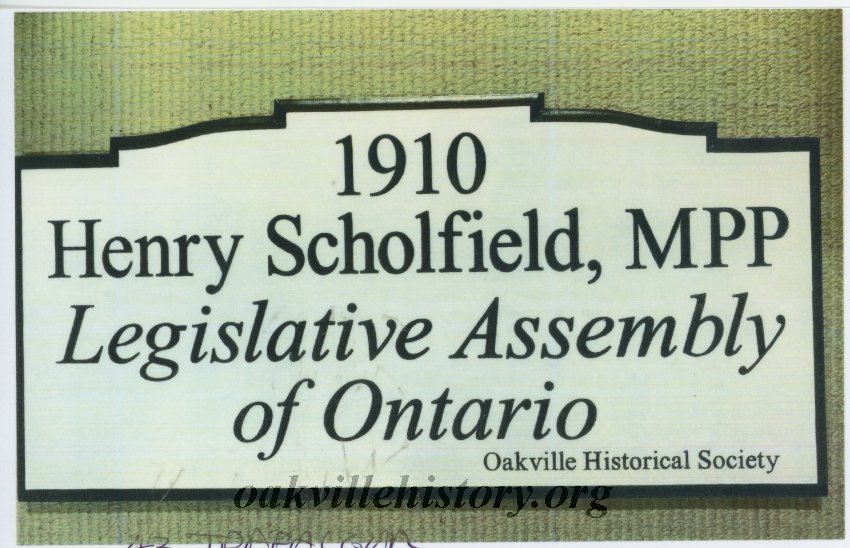 1910
Henry Scholfield, MPP
Legislative Assembly
of Ontario
Oakville Historical Society
oakvillehistory.org